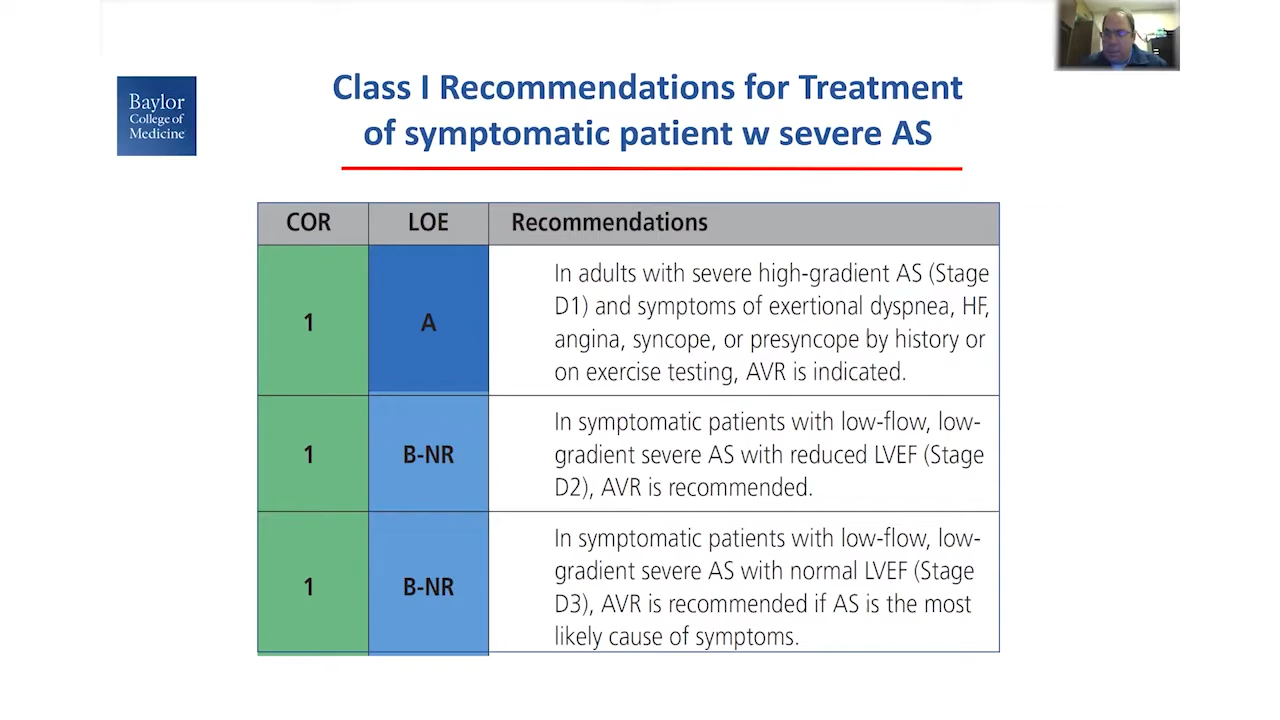 Baylor
College of
Medicine
Class I Recommendations for Treatment
of symptomatic patient w severe AS
COR LOE Recommendations
1 A In adults with severe high-gradient AS (Stage
D1) and symptoms of exertional dyspnea, HF,
angina, syncope, or presyncope by history or
on exercise testing, AVR is indicated.
1 B-NR In symptomatic patients with low-flow, low-
gradient severe AS with reduced LVEF (Stage
D2), AVR is recommended.
1 B-NR In symptomatic patients with low-flow, low-
gradient severe AS with normal LVEF (Stage
D3), AVR is recommended if AS is the most
likely cause of symptoms.